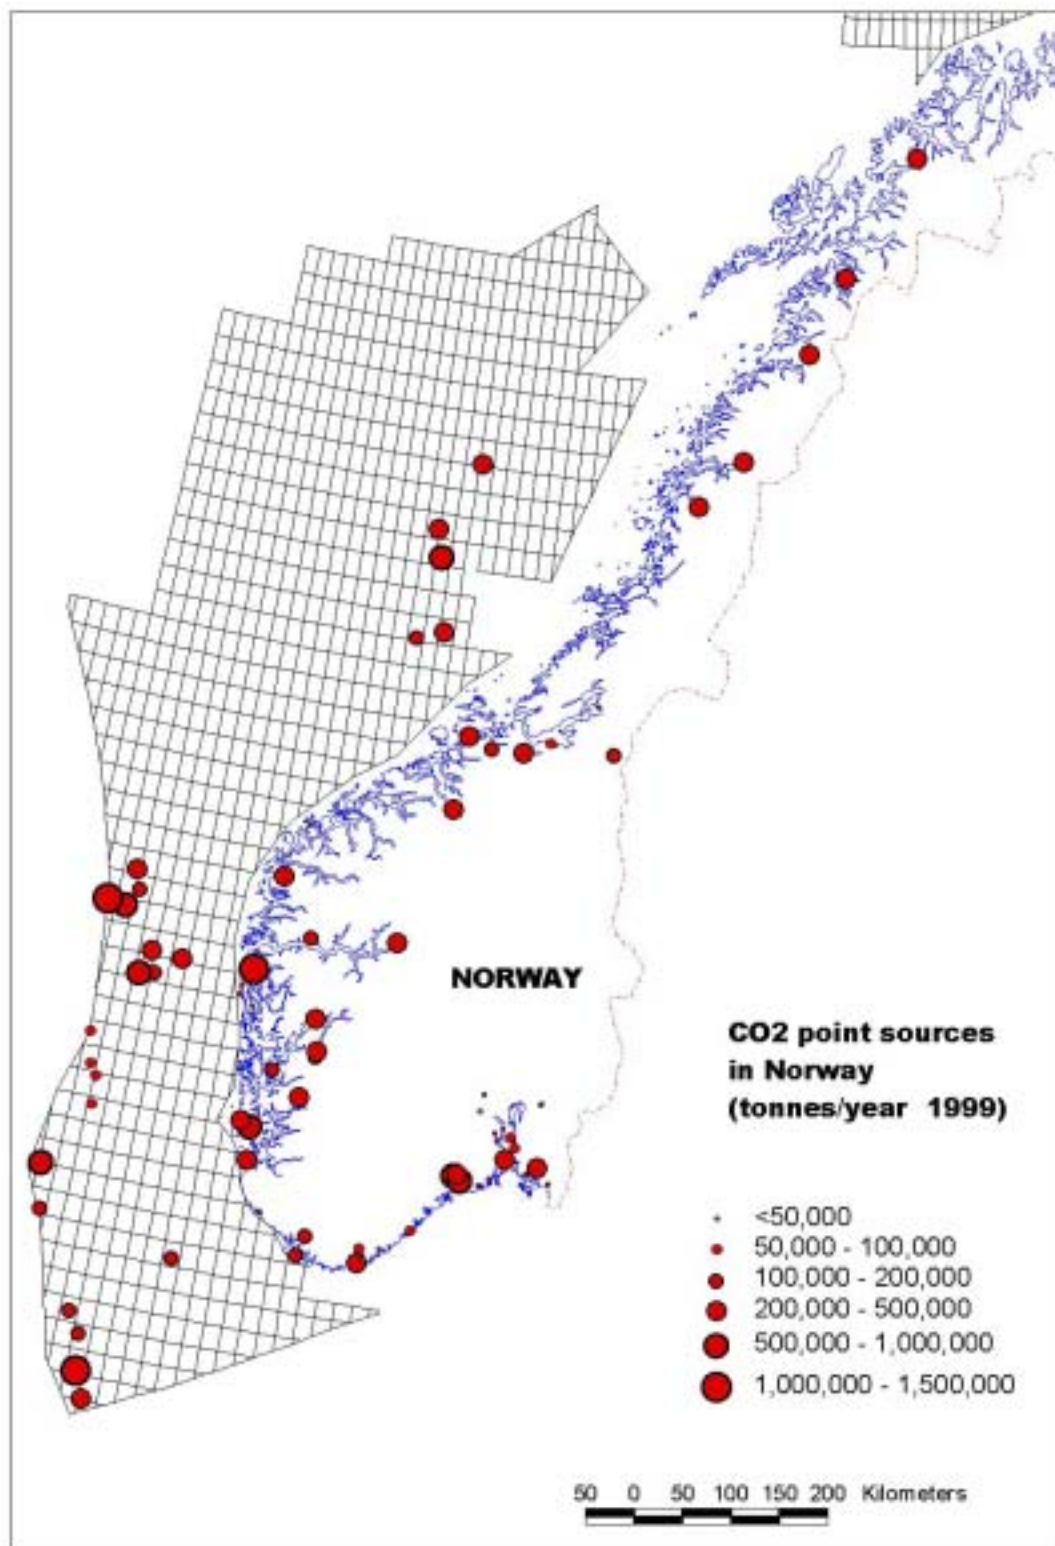 NORWAY
CO2 point sources
in Norway
(tonnes/year 1999)
<50,000
50,000 - 100,000
100,000 - 200,000
200,000 - 500,000
500,000 - 1,000,000
1,000,000 - 1,500,000
50 0 50 100 150 200 Kilometers